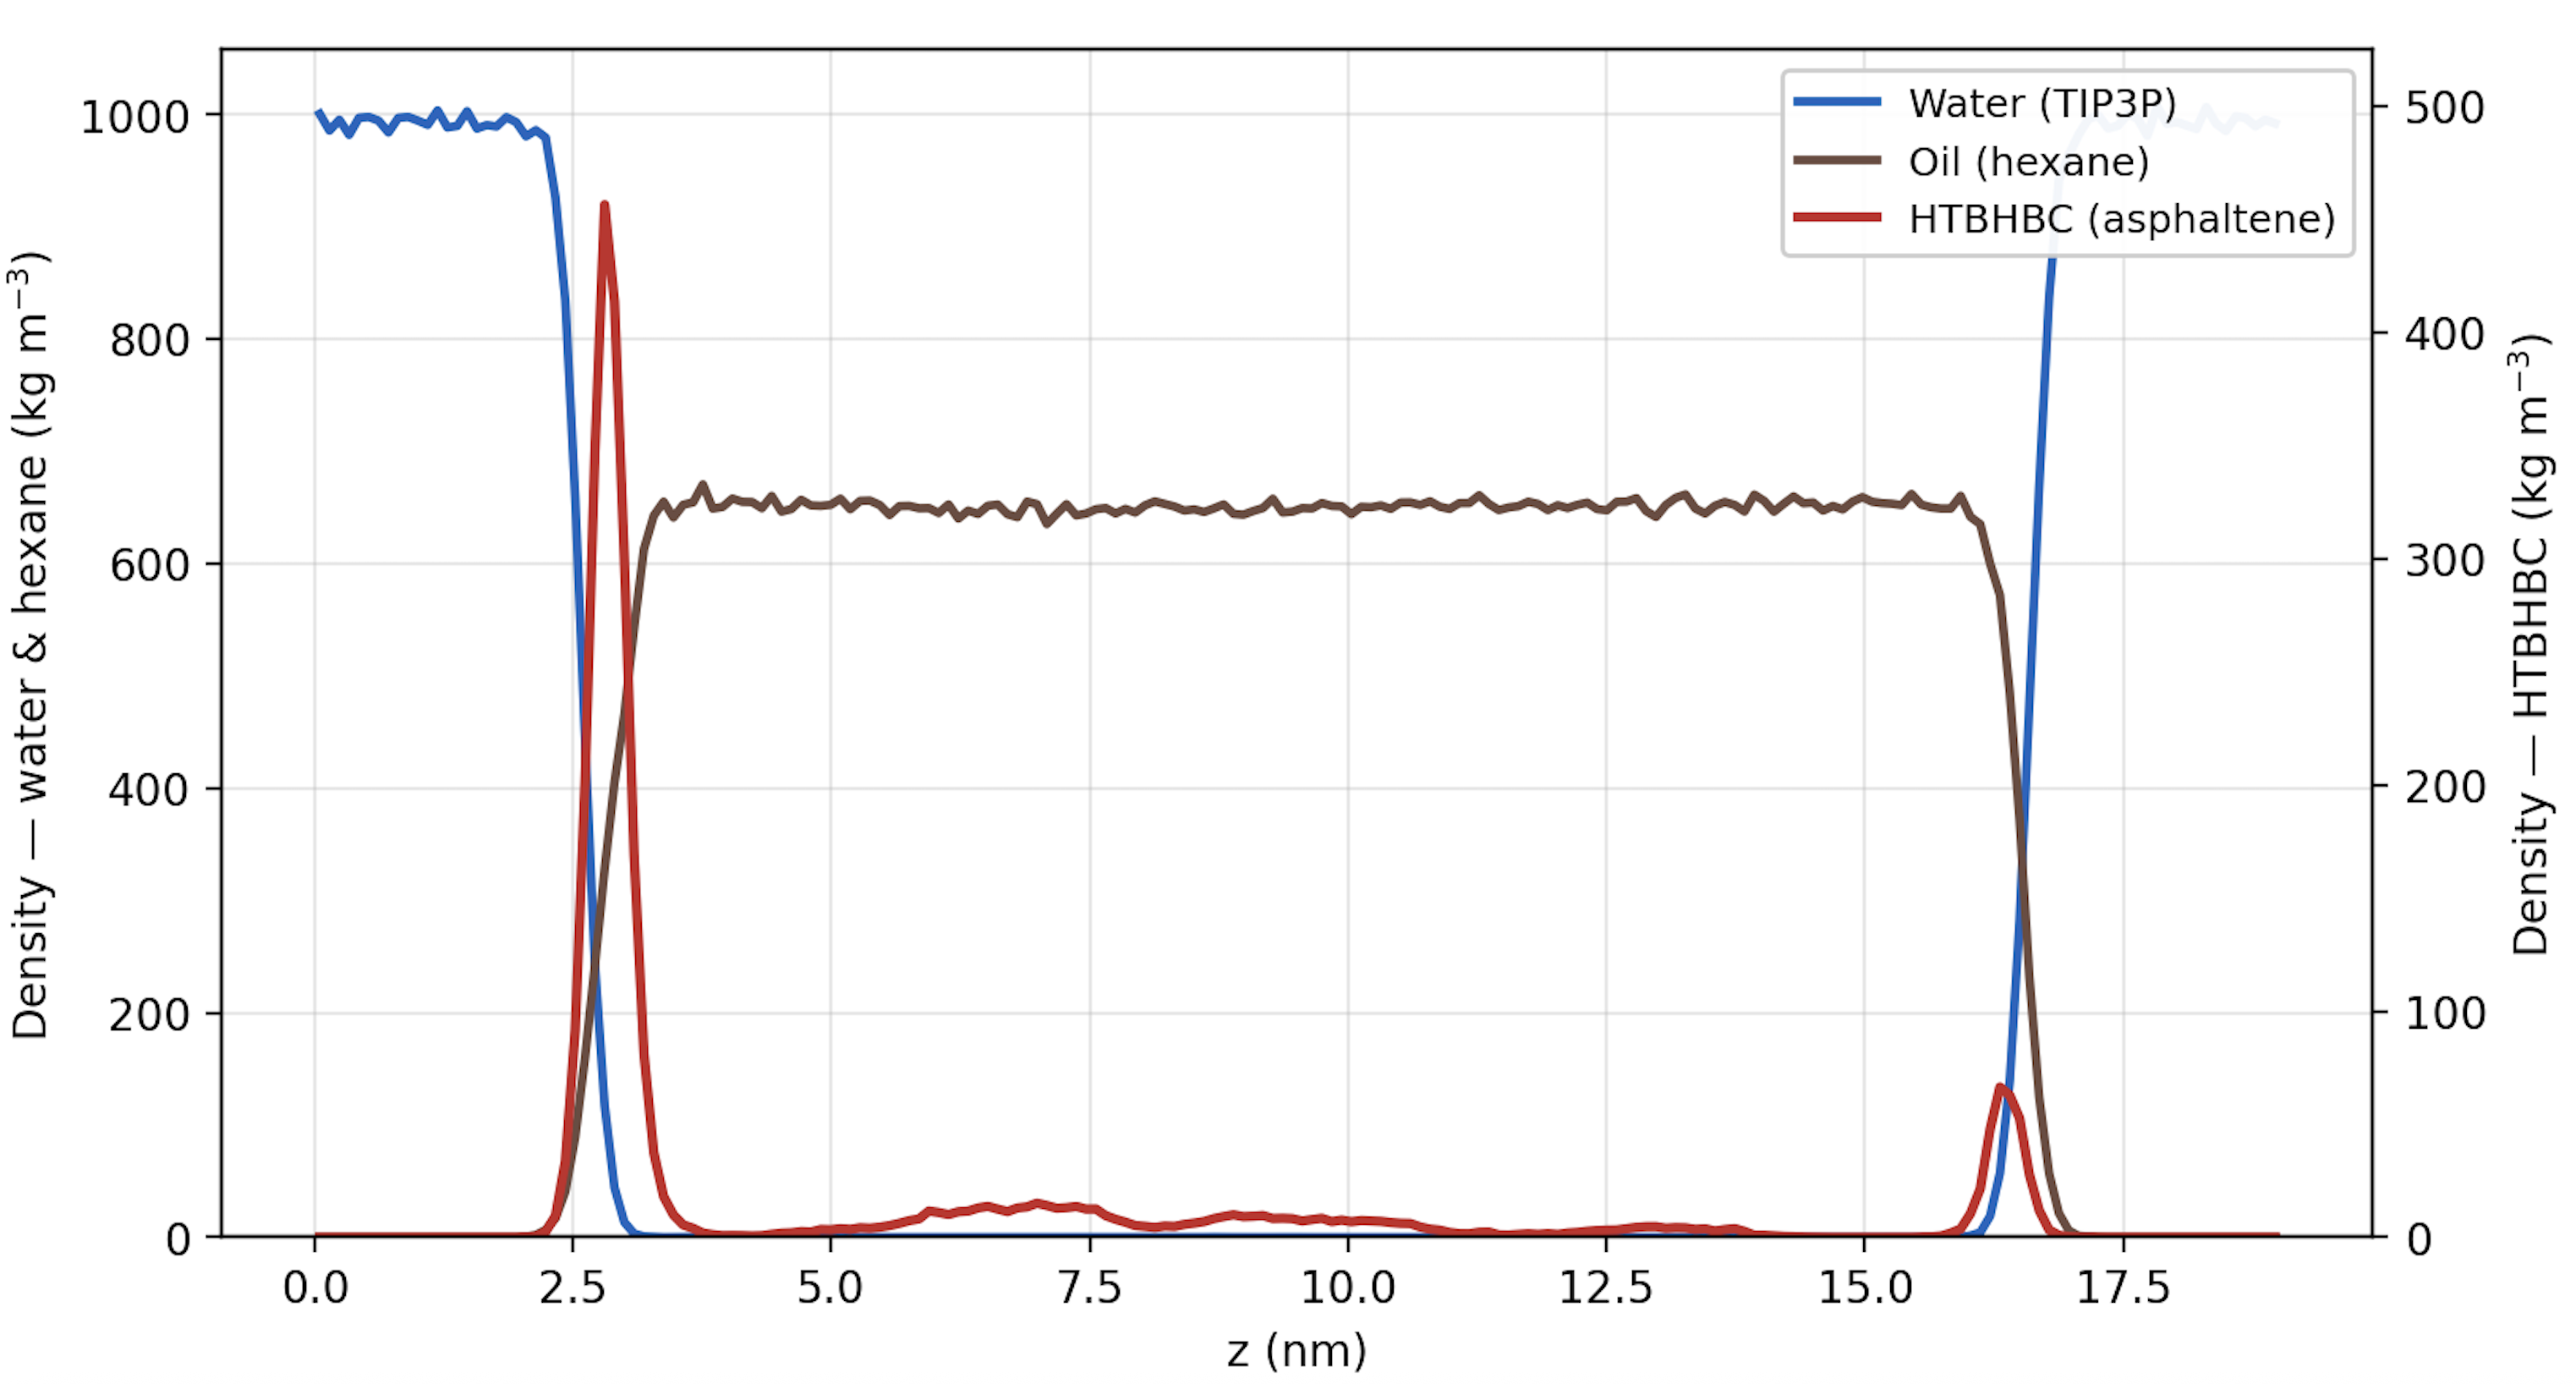 Water (TIP3P)
Oil (hexane)
HTBHBC (asphaltene)
Density — water & hexane (kg m⁻³)
1000
800
600
400
200
0
500
400
300
200
100
0
Density — HTBHBC (kg m⁻³)
0.0 2.5 5.0 7.5 10.0 12.5 15.0 17.5
z (nm)